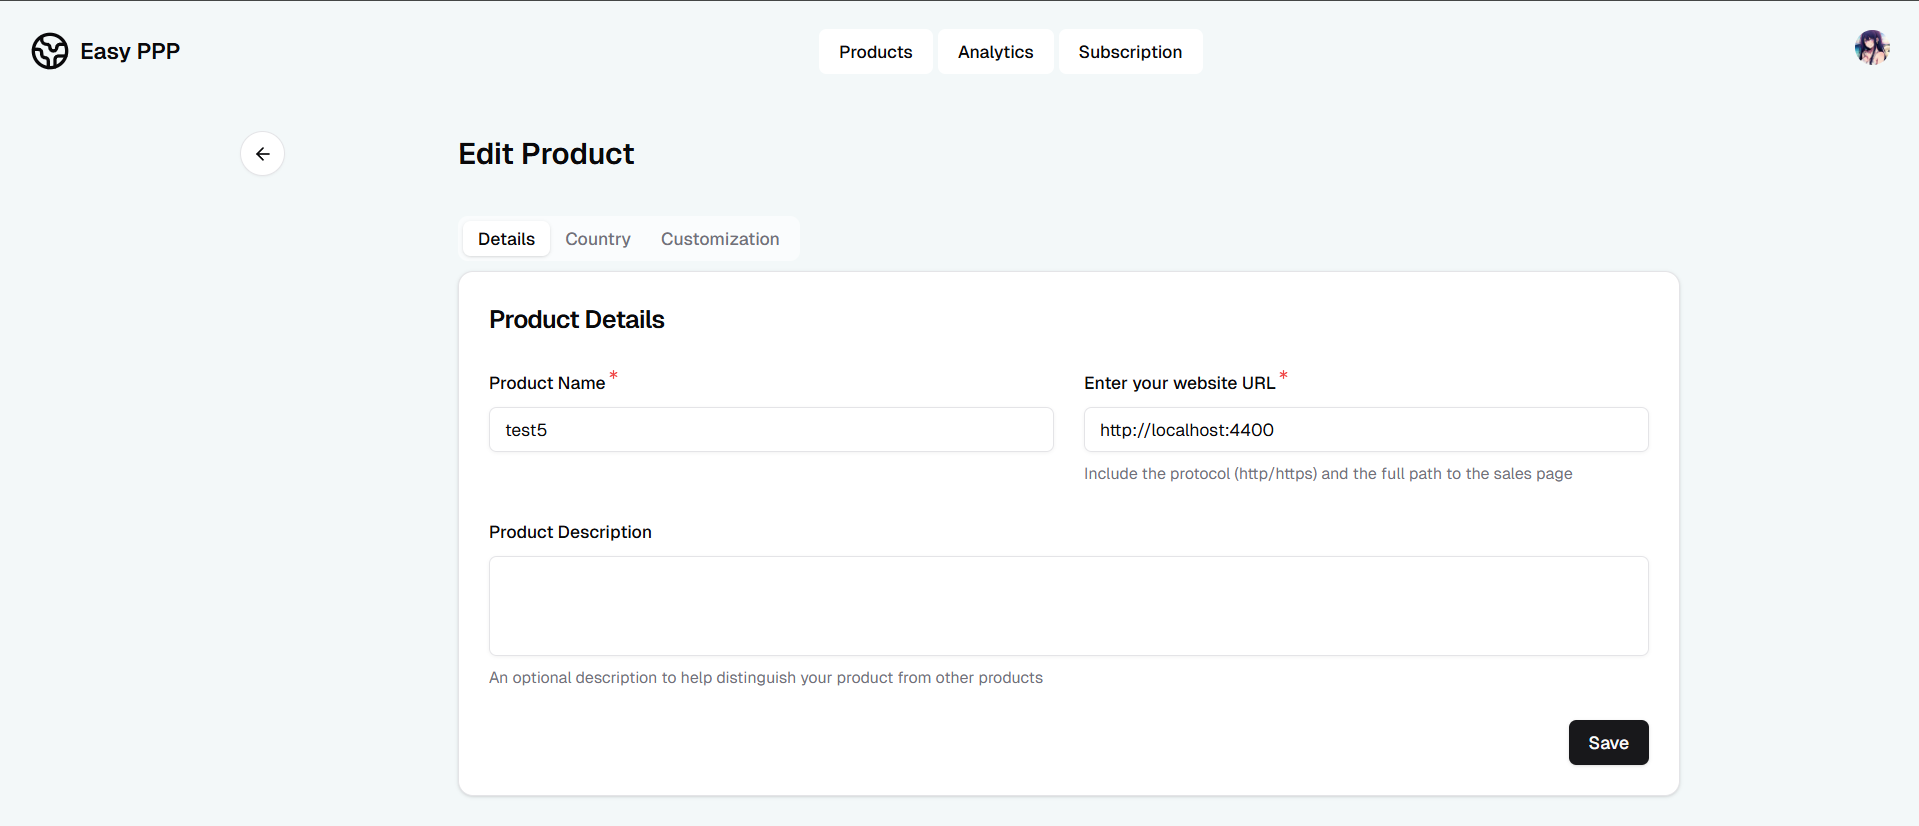 Easy PPP
Products Analytics Subscription
Edit Product
Details Country Customization
Product Details
Product Name *
test5
Enter your website URL *
http://localhost:4400
Include the protocol (http/https) and the full path to the sales page
Product Description
An optional description to help distinguish your product from other products
Save